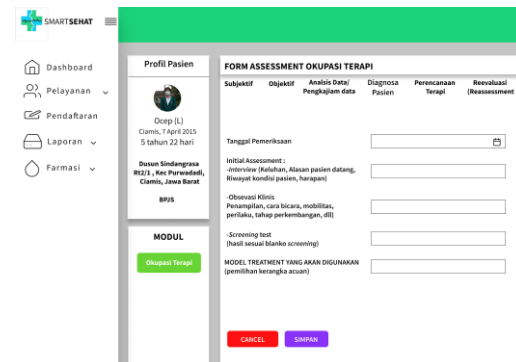 SMARTSEHAT
Dashboard
Pelayanan
Pendaftaran
Laporan
Farmasi
Profil Pasien
Ocep (L)
Ciamis, 7 April 2015
5 tahun 22 hari
Dusun Sindangrasa
Rt2/1 , Kec Purwadadi,
Ciamis, Jawa Barat
BPJS
MODUL
Okupasi Terapi
FORM ASSESSMENT OKUPASI TERAPI
Subjektif Objektif Analisis Data/ Diagnosa Perencanaan Reevaluasi
Pengkajiam data Pasien Terapi (Reassessment
Tanggal Pemeriksaan
Initial Assessment :
-Interview (Keluhan, Alasan pasien datang,
Riwayat kondisi pasien, harapan)
-Obsevasi Klinis
Penampilan, cara bicara, mobilitas,
perilaku, tahap perkembangan, dll)
-Screening test
(hasil sesuai blanko screening)
MODEL TREATMENT YANG AKAN DIGUNAKAN
(pemilihan kerangka acuan)
CANCEL SIMPAN